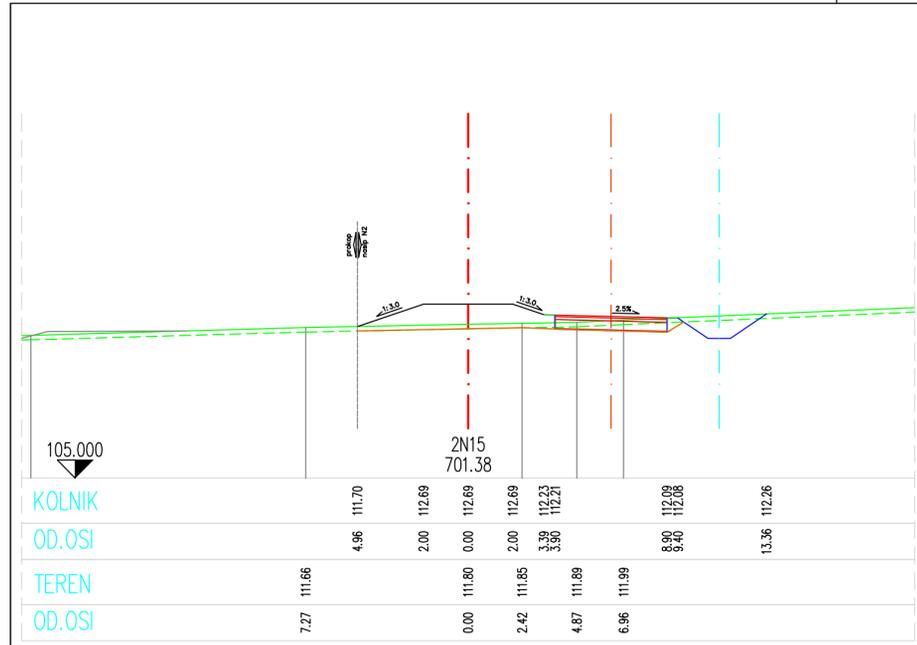 prokop
nasip N2
1:3.0
1:3.0
2.5%
105.000
2N15
701.38
KOLNIK 111.70 112.69 112.69 112.69 112.23 112.21 112.09 112.08 112.26
OD.OSI 4.96 2.00 0.00 2.00 3.39 3.90 8.90 9.40 13.36
TEREN 111.66 111.80 111.85 111.89 111.99
OD.OSI 7.27 0.00 2.42 4.87 6.96